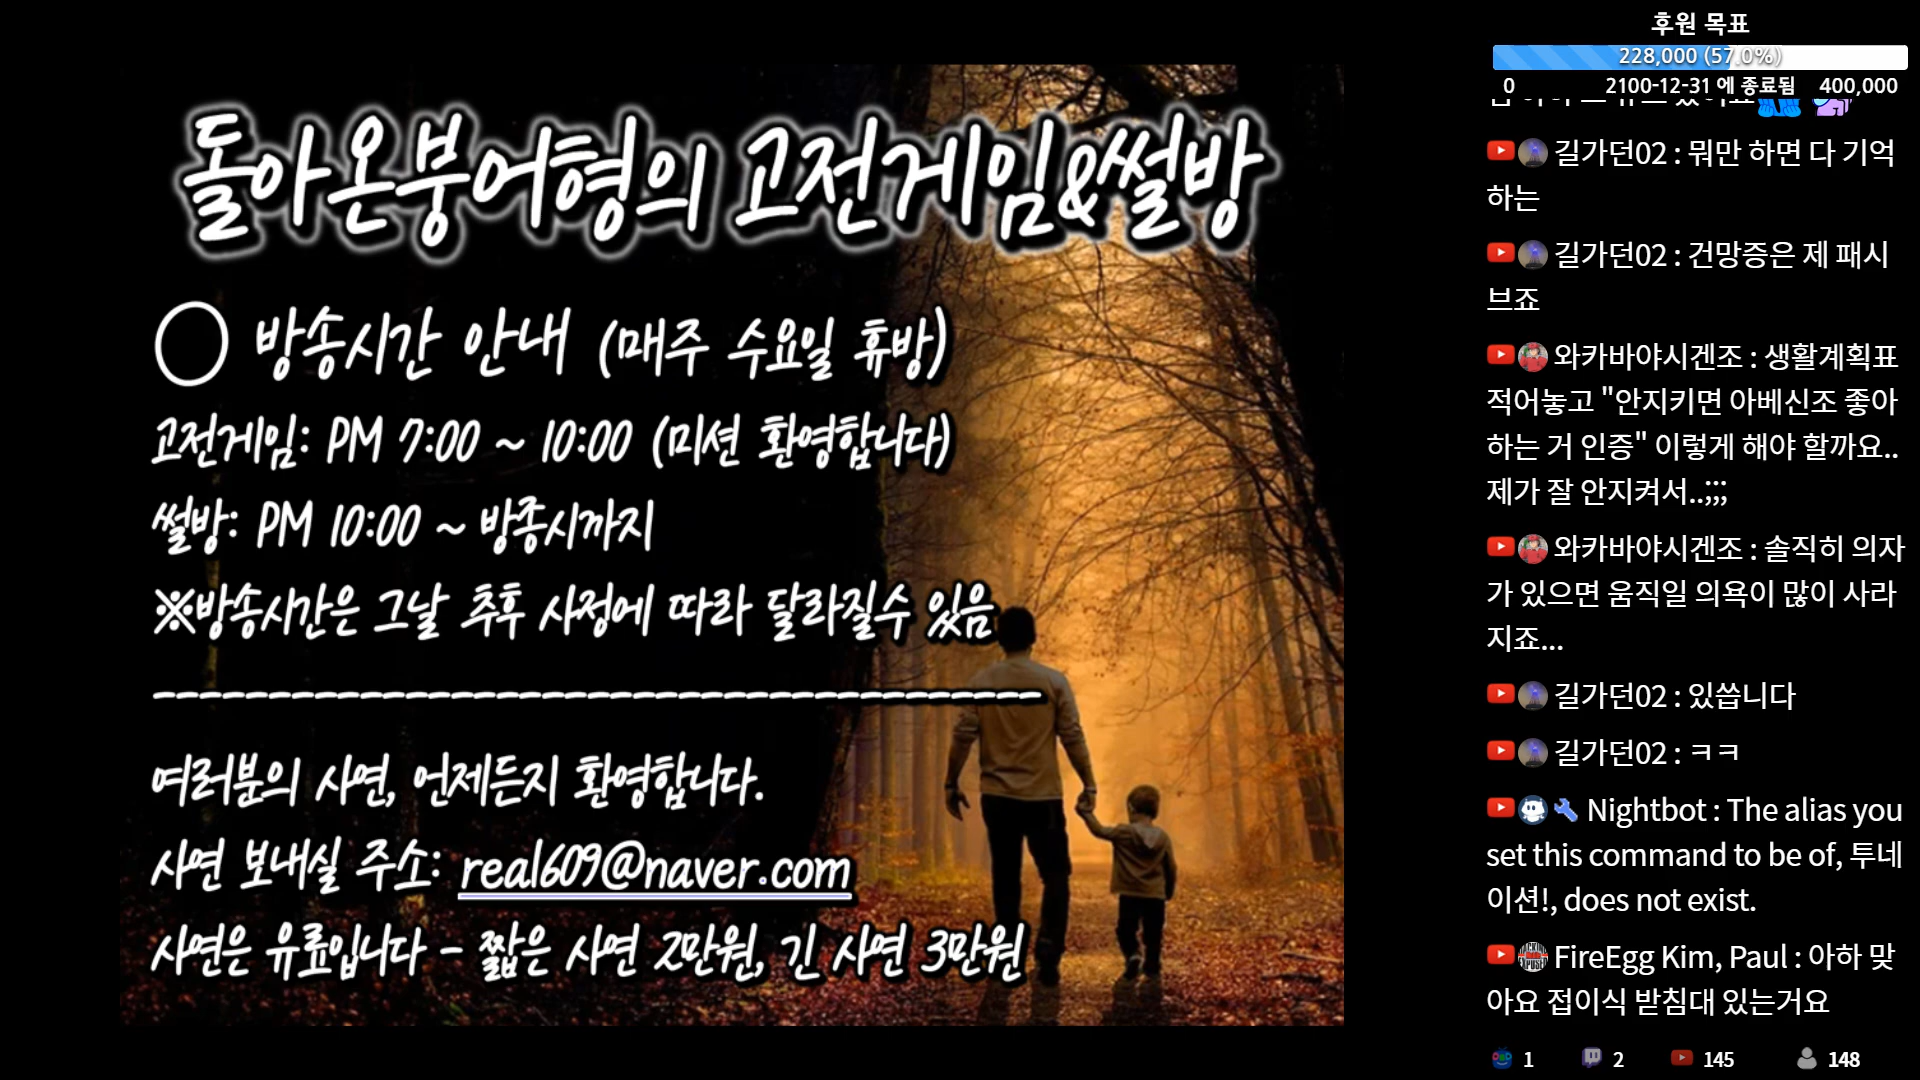 돌아온붕어형의 고전게임&썰방
○ 방송시간 안내 (매주 수요일 휴방)
고전게임: PM 7:00 ~ 10:00 (미션 환영합니다)
썰방: PM 10:00 ~ 방종시까지
※방송시간은 그날 추후 사정에 따라 달라질수 있음
---------------------------------------
여러분의 사연, 언제든지 환영합니다.
사연 보내실 주소: real609@naver.com
사연은 유료입니다 - 짧은 사연 2만원, 긴 사연 3만원
후원 목표
228,000 (57.0%)
0 2100-12-31 에 종료됨 400,000
길가던02 : 뭐만 하면 다 기억
하는
길가던02 : 건망증은 제 패시
브죠
와카바야시겐조 : 생활계획표
적어놓고 "안지키면 아베신조 좋아
하는 거 인증" 이렇게 해야 할까요..
제가 잘 안지켜서..;;;
와카바야시겐조 : 솔직히 의자
가 있으면 움직일 의욕이 많이 사라
지죠...
길가던02 : 있씁니다
길가던02 : ㅋㅋ
Nightbot : The alias you
set this command to be of, 투네
이션!, does not exist.
FireEgg Kim, Paul : 아하 맞
아요 접이식 받침대 있는거요
1 2 145 148